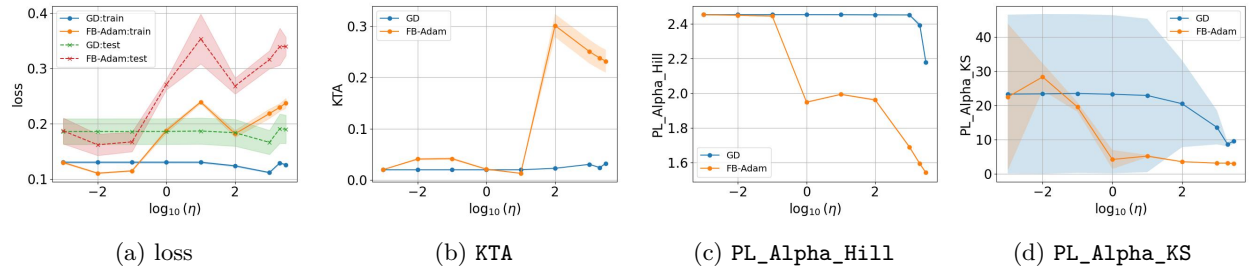 0.4
0.3
0.2
0.1
loss
GD:train
FB-Adam:train
GD:test
FB-Adam:test
−2
0
2
log10 (η)
(a) loss
0.3
0.2
0.1
0.0
KTA
GD
FB-Adam
−2
0
2
log10 (η)
(b) KTA
2.4
2.2
2.0
1.8
1.6
PL_Alpha_Hill
GD
FB-Adam
−2
0
2
log10 (η)
(c) PL_Alpha_Hill
40
30
20
10
0
PL_Alpha_KS
GD
FB-Adam
−2
0
2
log10 (η)
(d) PL_Alpha_KS